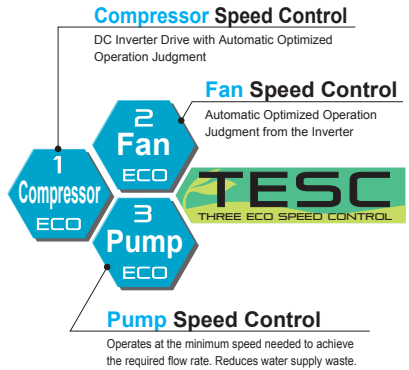 Compressor Speed Control
DC Inverter Drive with Automatic Optimized
Operation Judgment
Fan Speed Control
Automatic Optimized Operation
Judgment from the Inverter
1
Compressor
ECO
2
Fan
ECO
3
Pump
ECO
TESC
THREE ECO SPEED CONTROL
Pump Speed Control
Operates at the minimum speed needed to achieve
the required flow rate. Reduces water supply waste.